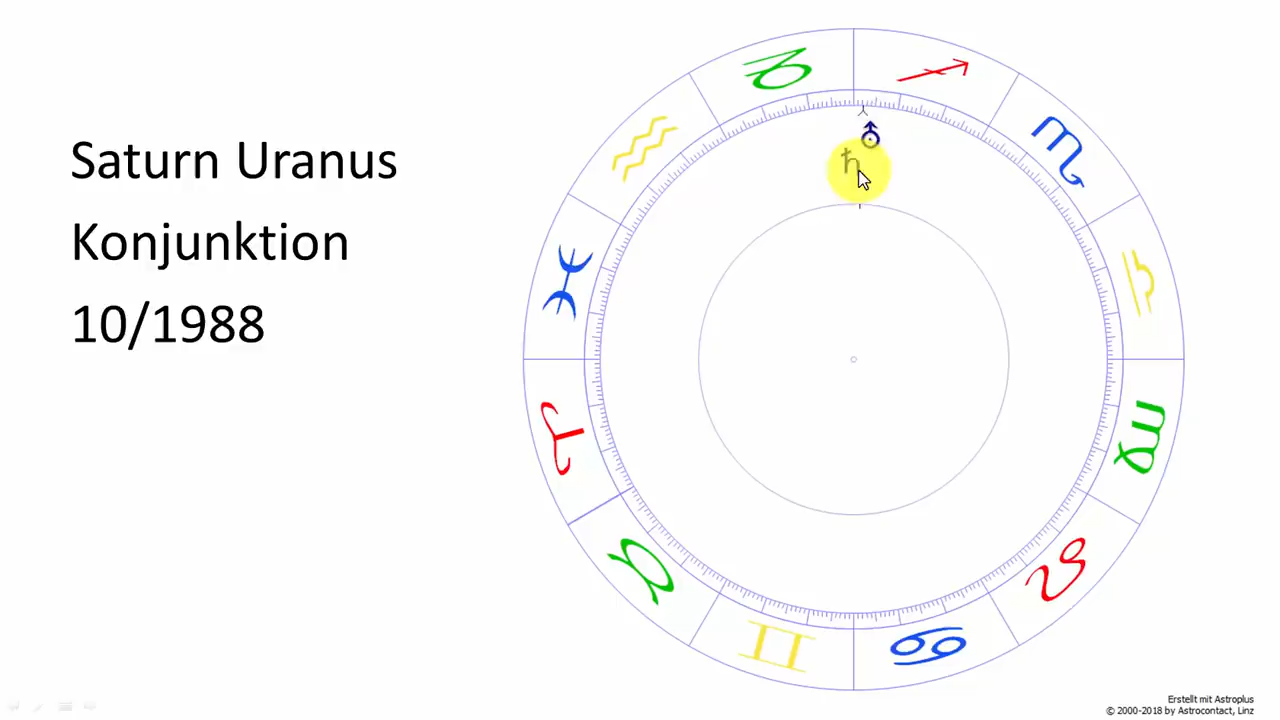 Saturn Uranus
Konjunktion
10/1988
Erstellt mit Astroplus
© 2000-2018 by Astrocontact, Linz